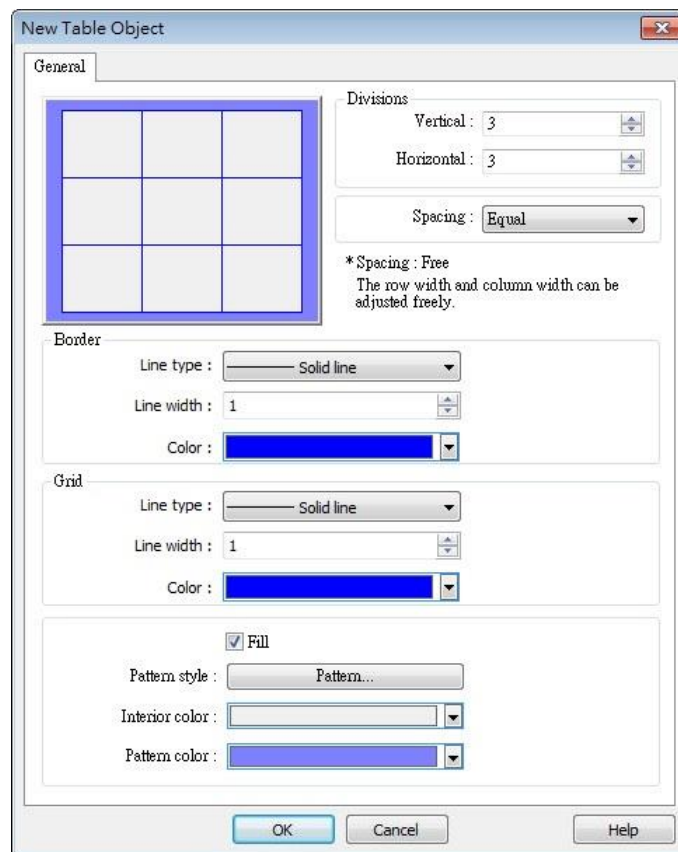 New Table Object
General
Divisions
Vertical : 3
Horizontal : 3
Spacing : Equal
* Spacing : Free
The row width and column width can be
adjusted freely.
Border
Line type : Solid line
Line width : 1
Color :
Grid
Line type : Solid line
Line width : 1
Color :
Fill
Pattern style : Pattern...
Interior color :
Pattern color :
OK Cancel Help